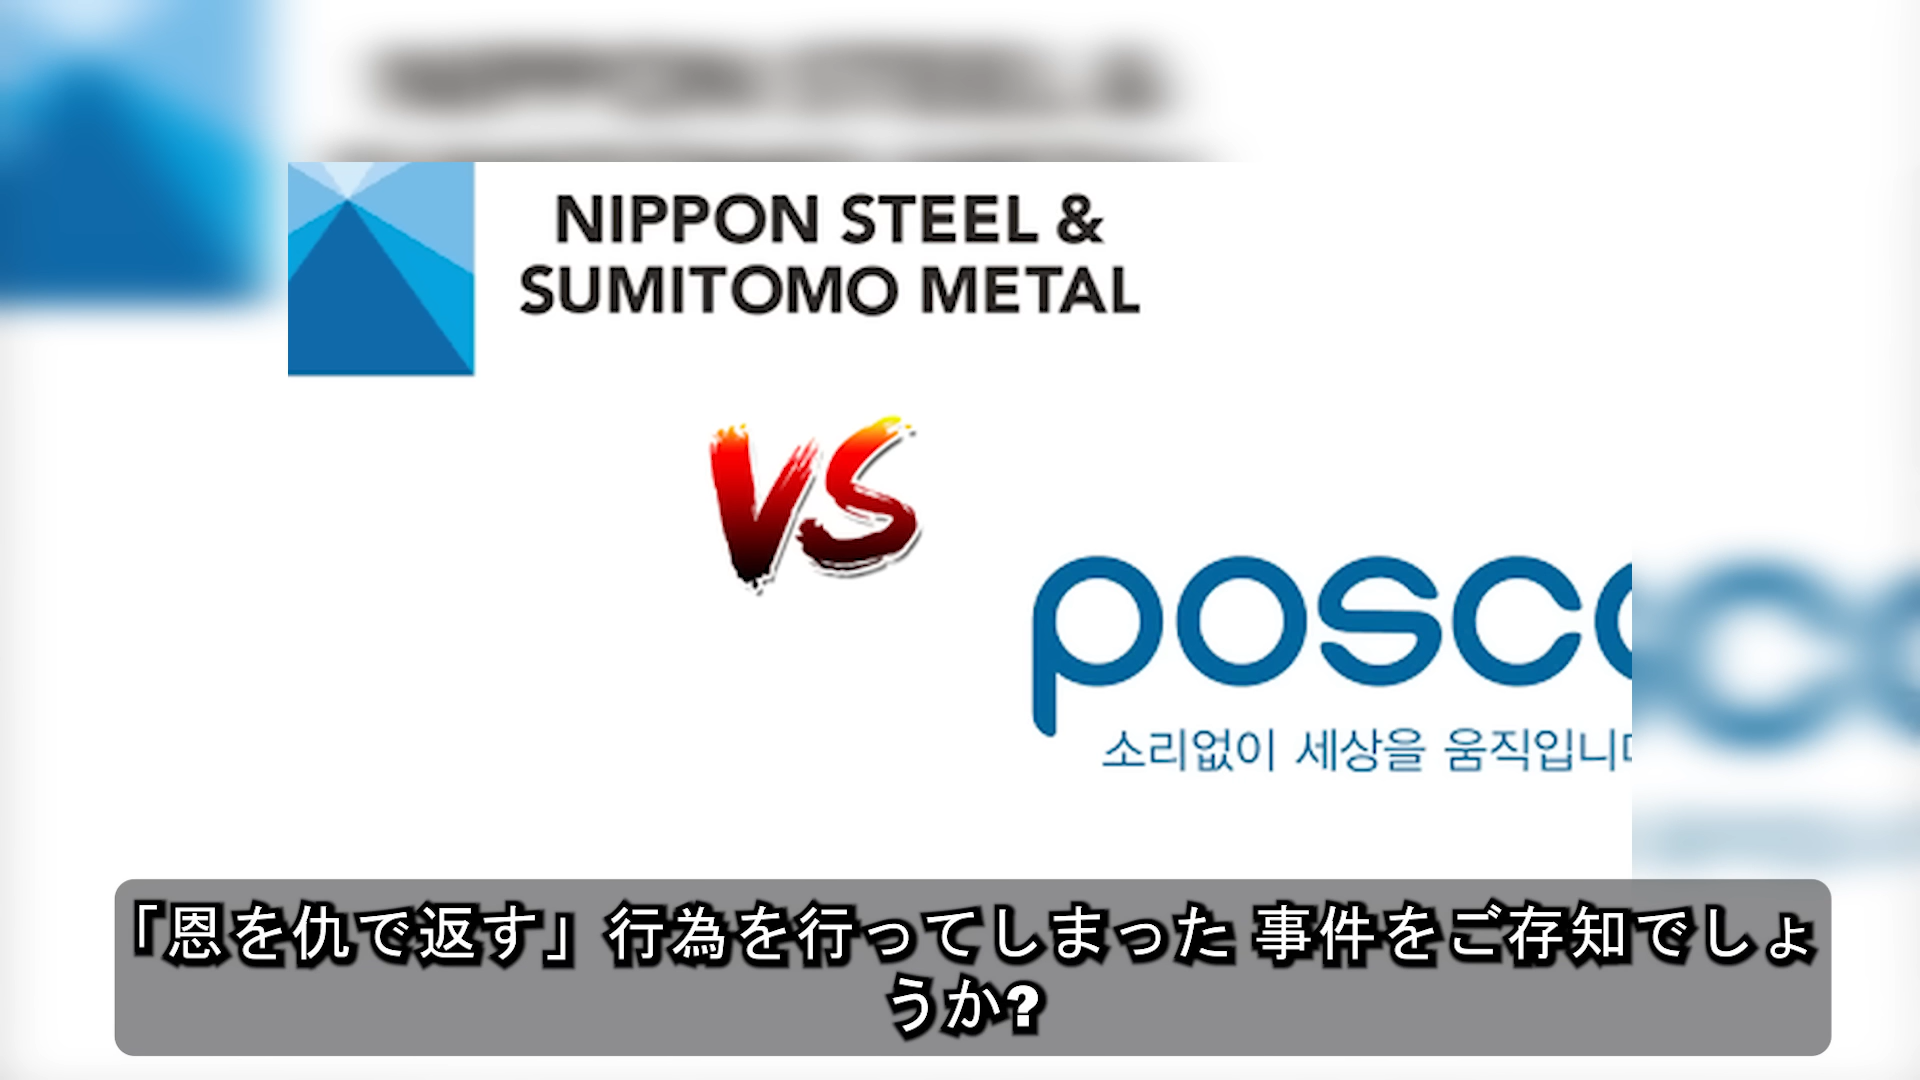 NIPPON STEEL &
SUMITOMO METAL
VS
posco
소리없이 세상을 움직입니다
「恩を仇で返す」行為を行ってしまった 事件をご存知でしょ
うか?